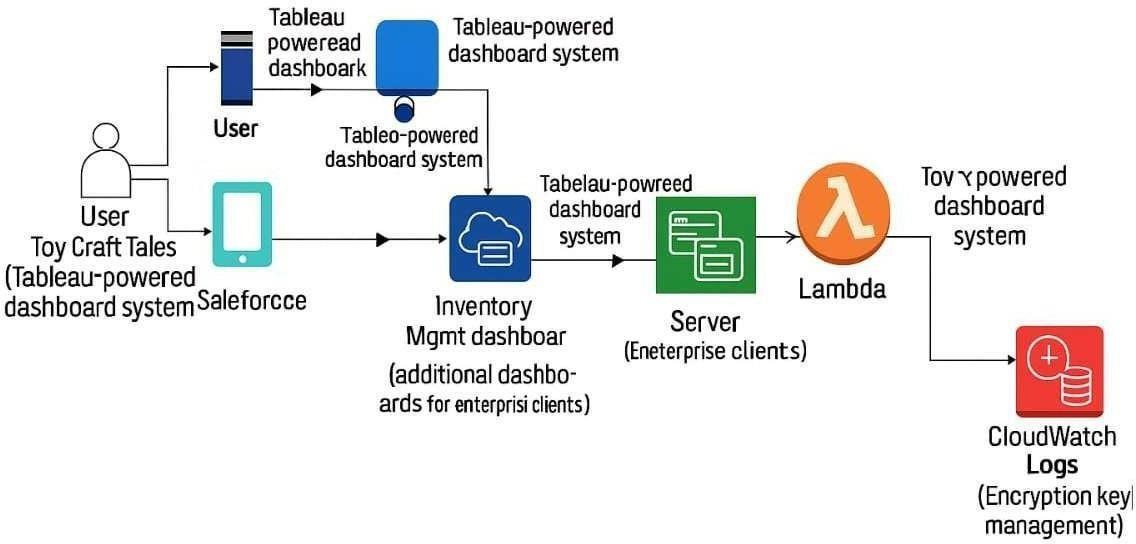 Tableau
poweread
dashboark
Tableau-powered
dashboard system
User
Tableo-powered
dashboard system
User
Toy Craft Tales
(Tableau-powered
dashboard system
Saleforcce
Inventory
Mgmt dashboar
(additional dashbo-
ards for enterprisi clients)
Tabelau-powreed
dashboard
system
Server
(Eneterprise clients)
Lambda
powered
dashboard
system
CloudWatch
Logs
(Encryption key
management)